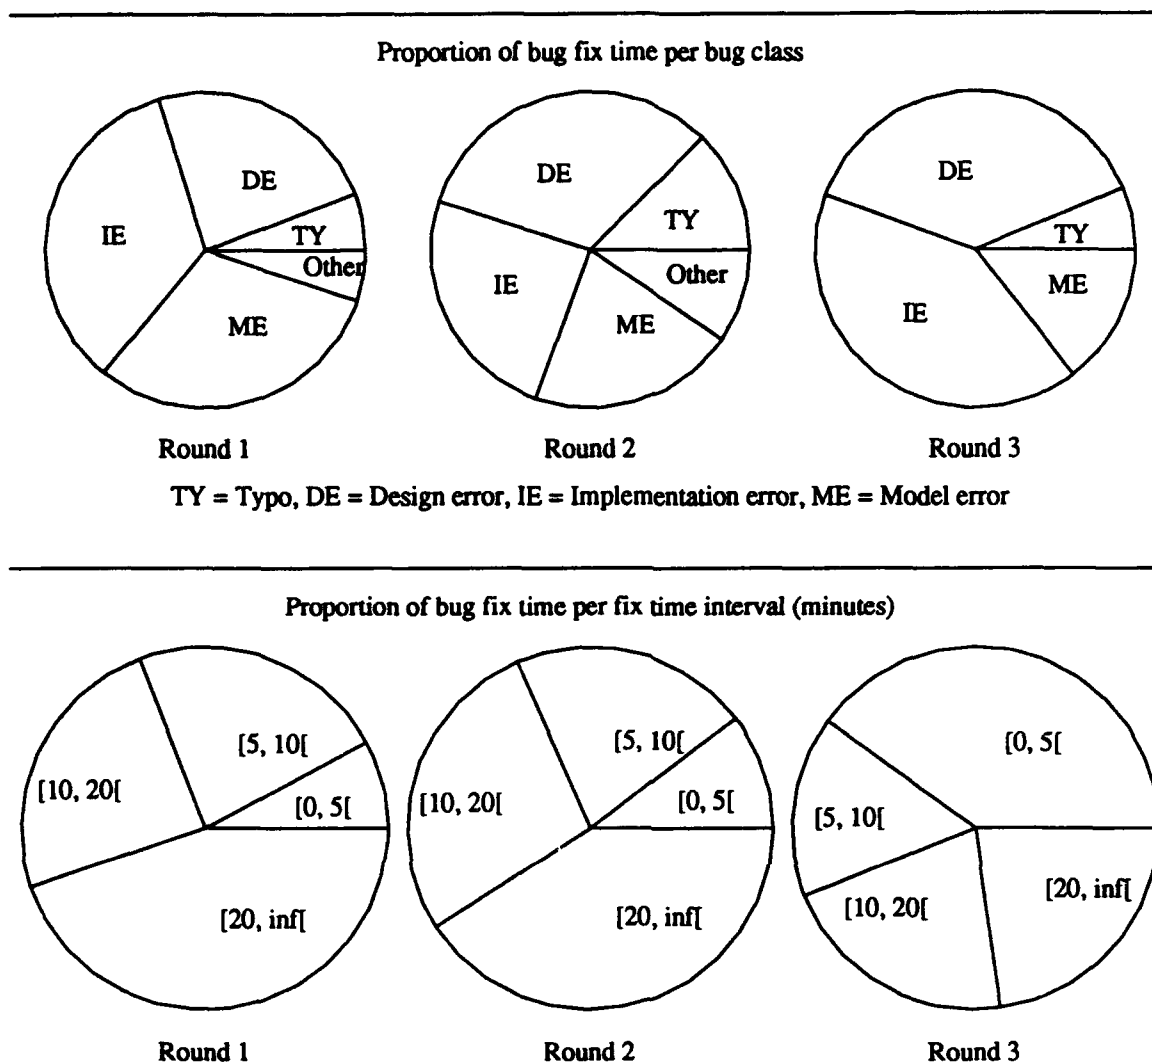 Proportion of bug fix time per bug class
DE
IE
TY
Other
ME
DE
TY
IE
Other
ME
DE
TY
ME
IE
Round 1
Round 2
Round 3
TY = Typo, DE = Design error, IE = Implementation error, ME = Model error
Proportion of bug fix time per fix time interval (minutes)
[5, 10[
[10, 20[
[0, 5[
[20, inf[
[5, 10[
[10, 20[
[0, 5[
[20, inf[
[0, 5[
[5, 10[
[10, 20[
[20, inf[
Round 1
Round 2
Round 3